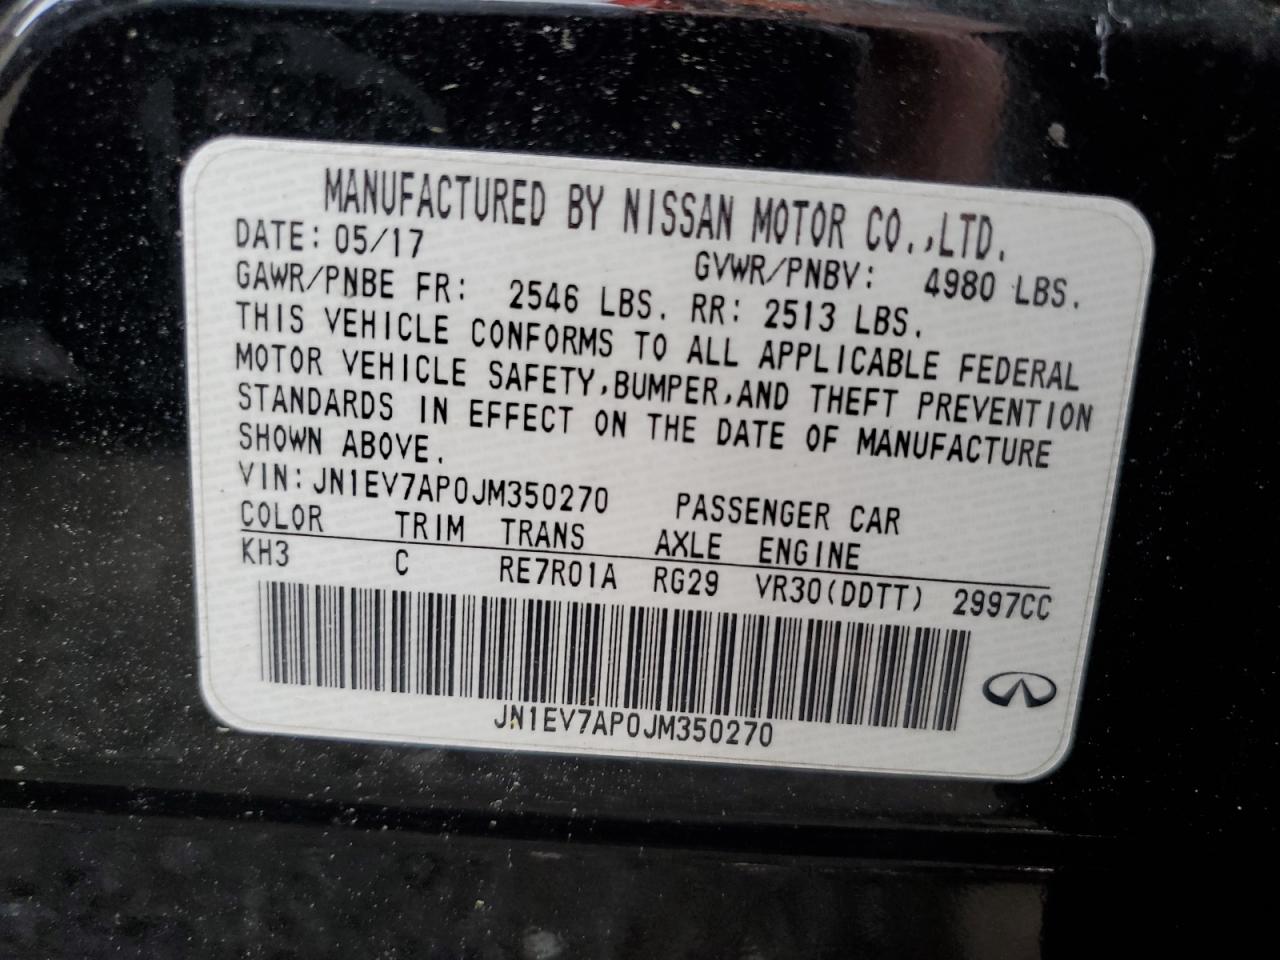 MANUFACTURED BY NISSAN MOTOR CO.,LTD.
DATE: 05/17 GVWR/PNBV: 4980 LBS.
GAWR/PNBE FR: 2546 LBS. RR: 2513 LBS.
THIS VEHICLE CONFORMS TO ALL APPLICABLE FEDERAL
MOTOR VEHICLE SAFETY,BUMPER,AND THEFT PREVENTION
STANDARDS IN EFFECT ON THE DATE OF MANUFACTURE
SHOWN ABOVE.
VIN: JN1EV7AP0JM350270 PASSENGER CAR
COLOR TRIM TRANS AXLE ENGINE
KH3 C RE7R01A RG29 VR30(DDTT) 2997CC
JN1EV7AP0JM350270